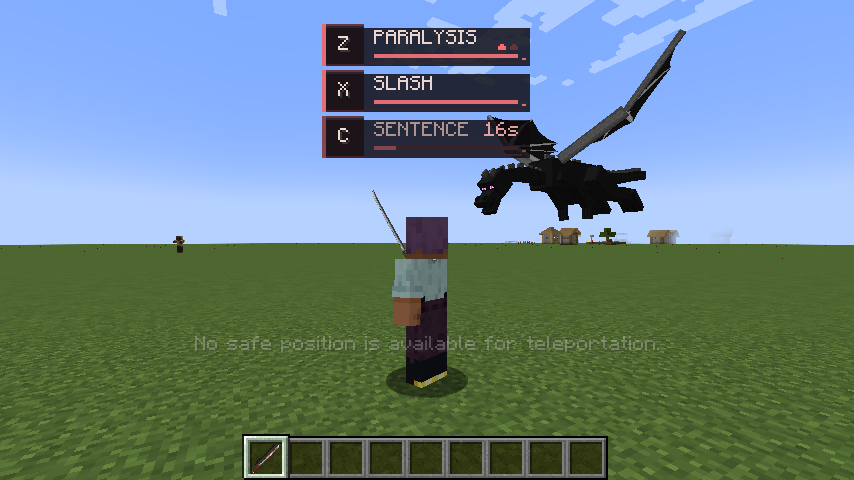 Z PARALYSIS
X SLASH
C SENTENCE 16s
No safe position is available for teleportation.